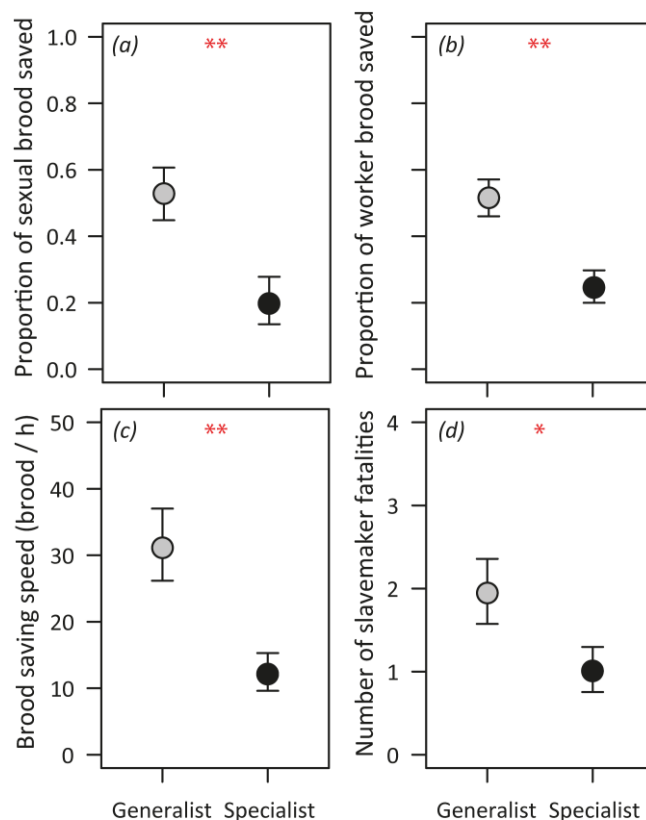 Proportion of sexual brood saved
1.0
0.8
0.6
0.4
0.2
0.0
(a)
**
Proportion of worker brood saved
(b)
**
Brood saving speed (brood / h)
50
40
30
20
10
0
(c)
**
Number of slavemaker fatalities
4
3
2
1
0
(d)
*
Generalist Specialist
Generalist Specialist